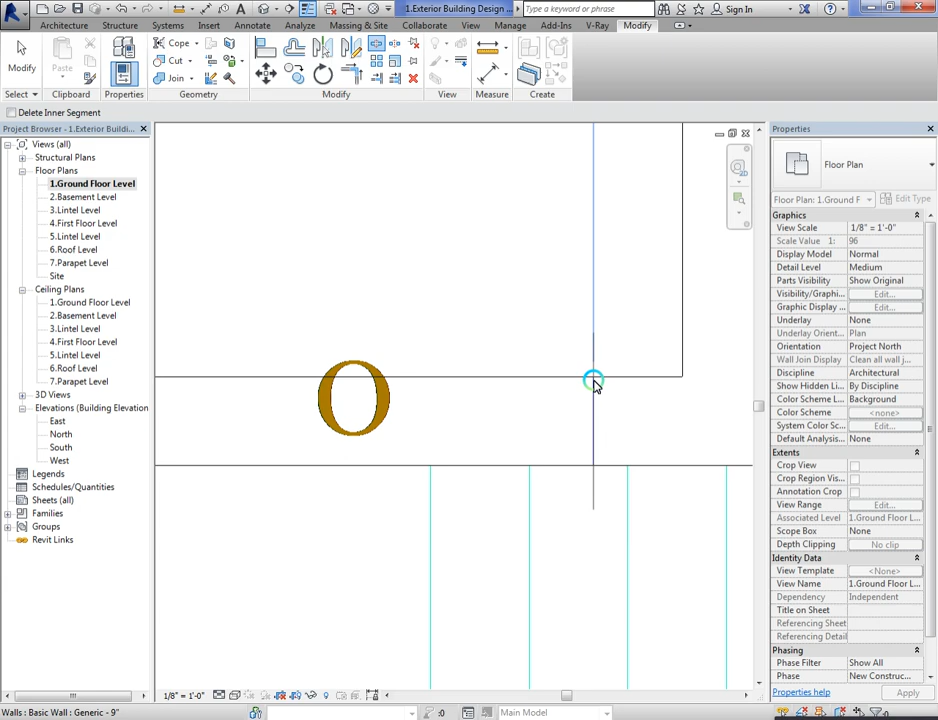 1.Exterior Building Design ...
Type a keyword or phrase
Sign In
Architecture Structure Systems Insert Annotate Analyze Massing & Site Collaborate View Manage Add-Ins V-Ray Modify
Modify Paste Properties Cope Cut Join
Select Clipboard Properties Geometry Modify View Measure Create
Delete Inner Segment
Project Browser - 1.Exterior Buildi...
Views (all)
Structural Plans
Floor Plans
1.Ground Floor Level
2.Basement Level
3.Lintel Level
4.First Floor Level
5.Lintel Level
6.Roof Level
7.Parapet Level
Site
Ceiling Plans
1.Ground Floor Level
2.Basement Level
3.Lintel Level
4.First Floor Level
5.Lintel Level
6.Roof Level
7.Parapet Level
3D Views
Elevations (Building Elevation
East
North
South
West
Legends
Schedules/Quantities
Sheets (all)
Families
Groups
Revit Links
O
Properties
Floor Plan
Floor Plan: 1.Ground F Edit Type
Graphics
View Scale 1/8" = 1'-0"
Scale Value 1: 96
Display Model Normal
Detail Level Medium
Parts Visibility Show Original
Visibility/Graphi... Edit...
Graphic Display ... Edit...
Underlay None
Underlay Orient... Plan
Orientation Project North
Wall Join Display Clean all wall j...
Discipline Architectural
Show Hidden Li... By Discipline
Color Scheme L... Background
Color Scheme <none>
System Color Sc... Edit...
Default Analysis... None
Extents
Crop View
Crop Region Vis...
Annotation Crop
View Range Edit...
Associated Level 1.Ground Floor L...
Scope Box None
Depth Clipping No clip
Identity Data
View Template <None>
View Name 1.Ground Floor L...
Dependency Independent
Title on Sheet
Referencing Sheet
Referencing Detail
Phasing
Phase Filter Show All
Phase New Construc...
Properties help Apply
1/8" = 1'-0"
Walls : Basic Wall : Generic - 9"
:0 Main Model